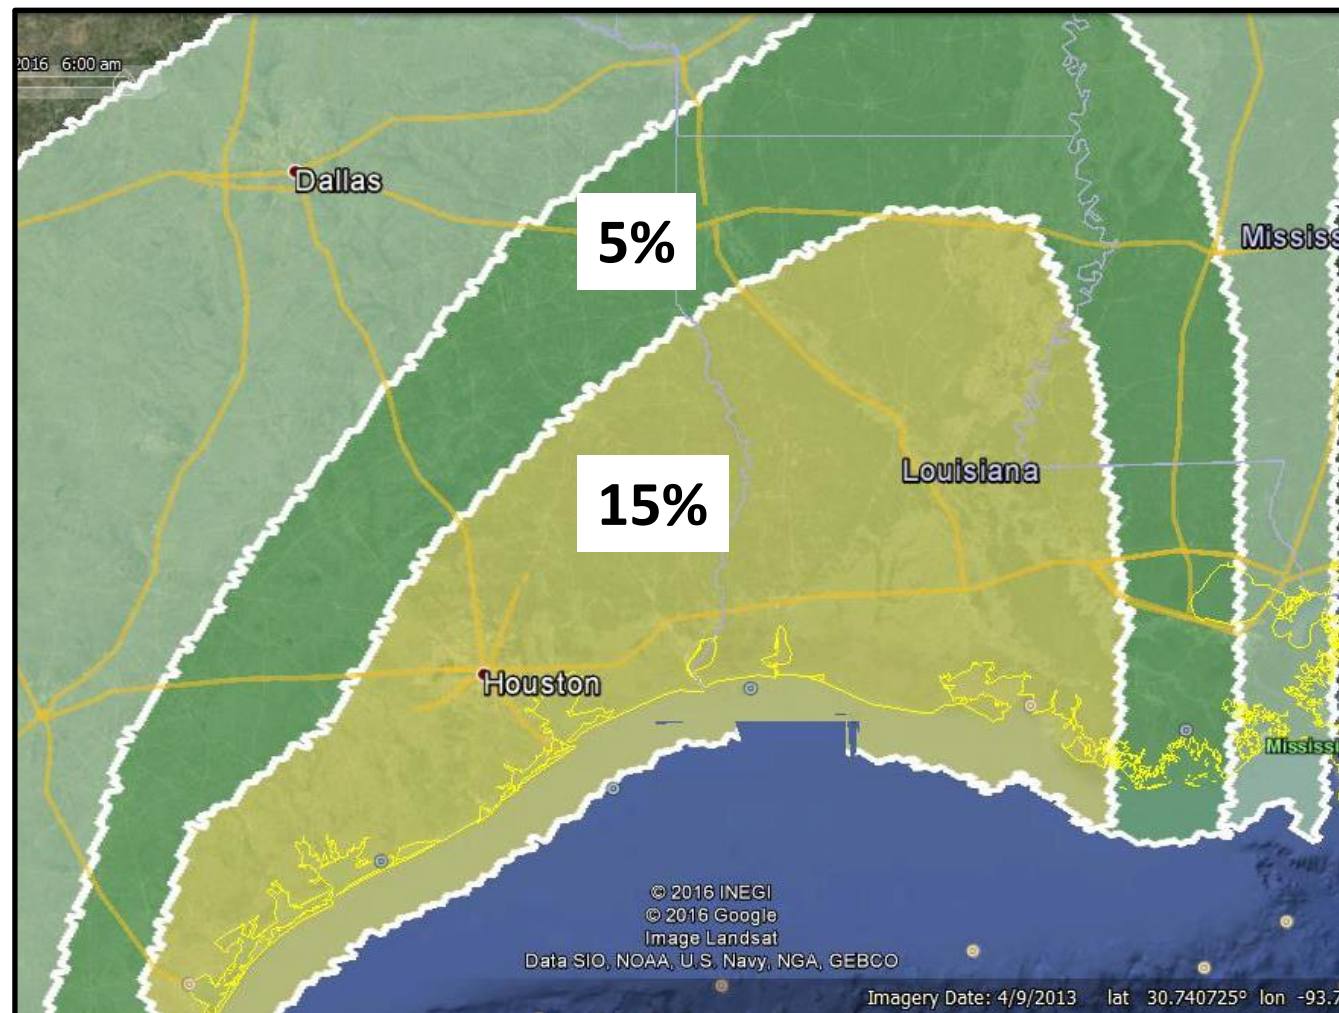 2016 6:00 am
Dallas
5%
Mississ
15%
Louisiana
Houston
Mississ
© 2016 INEGI
© 2016 Google
Image Landsat
Data SIO, NOAA, U.S. Navy, NGA, GEBCO
Imagery Date: 4/9/2013 lat 30.740725° lon -93.7